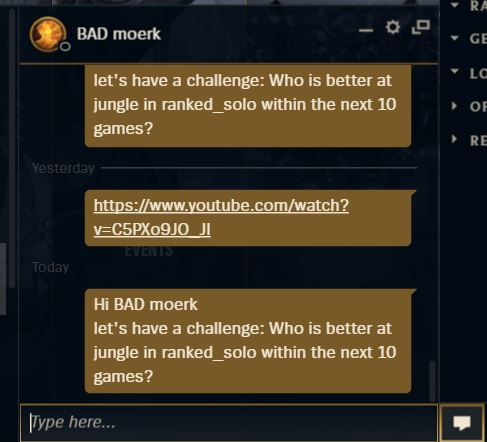 BAD moerk
let's have a challenge: Who is better at
jungle in ranked_solo within the next 10
games?
Yesterday
https://www.youtube.com/watch?
v=C5PXo9JO_JI
Today
EVENTS
Hi BAD moerk
let's have a challenge: Who is better at
jungle in ranked_solo within the next 10
games?
Type here...
RA
GE
LO
OF
RE